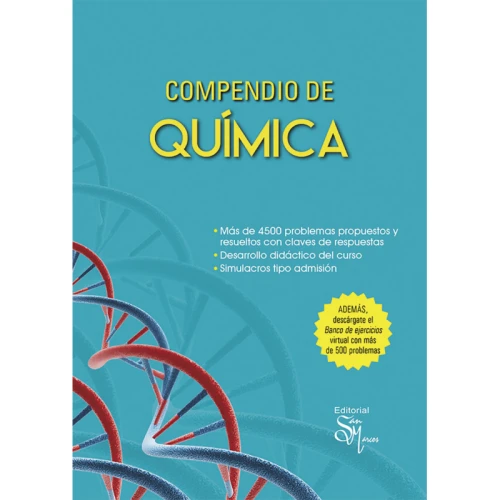 COMPENDIO DE
QUÍMICA
• Más de 4500 problemas propuestos y
resueltos con claves de respuestas
• Desarrollo didáctico del curso
• Simulacros tipo admisión
ADEMÁS,
descárgate el
Banco de ejercicios
virtual con más
de 500 problemas
Editorial
San
Marcos